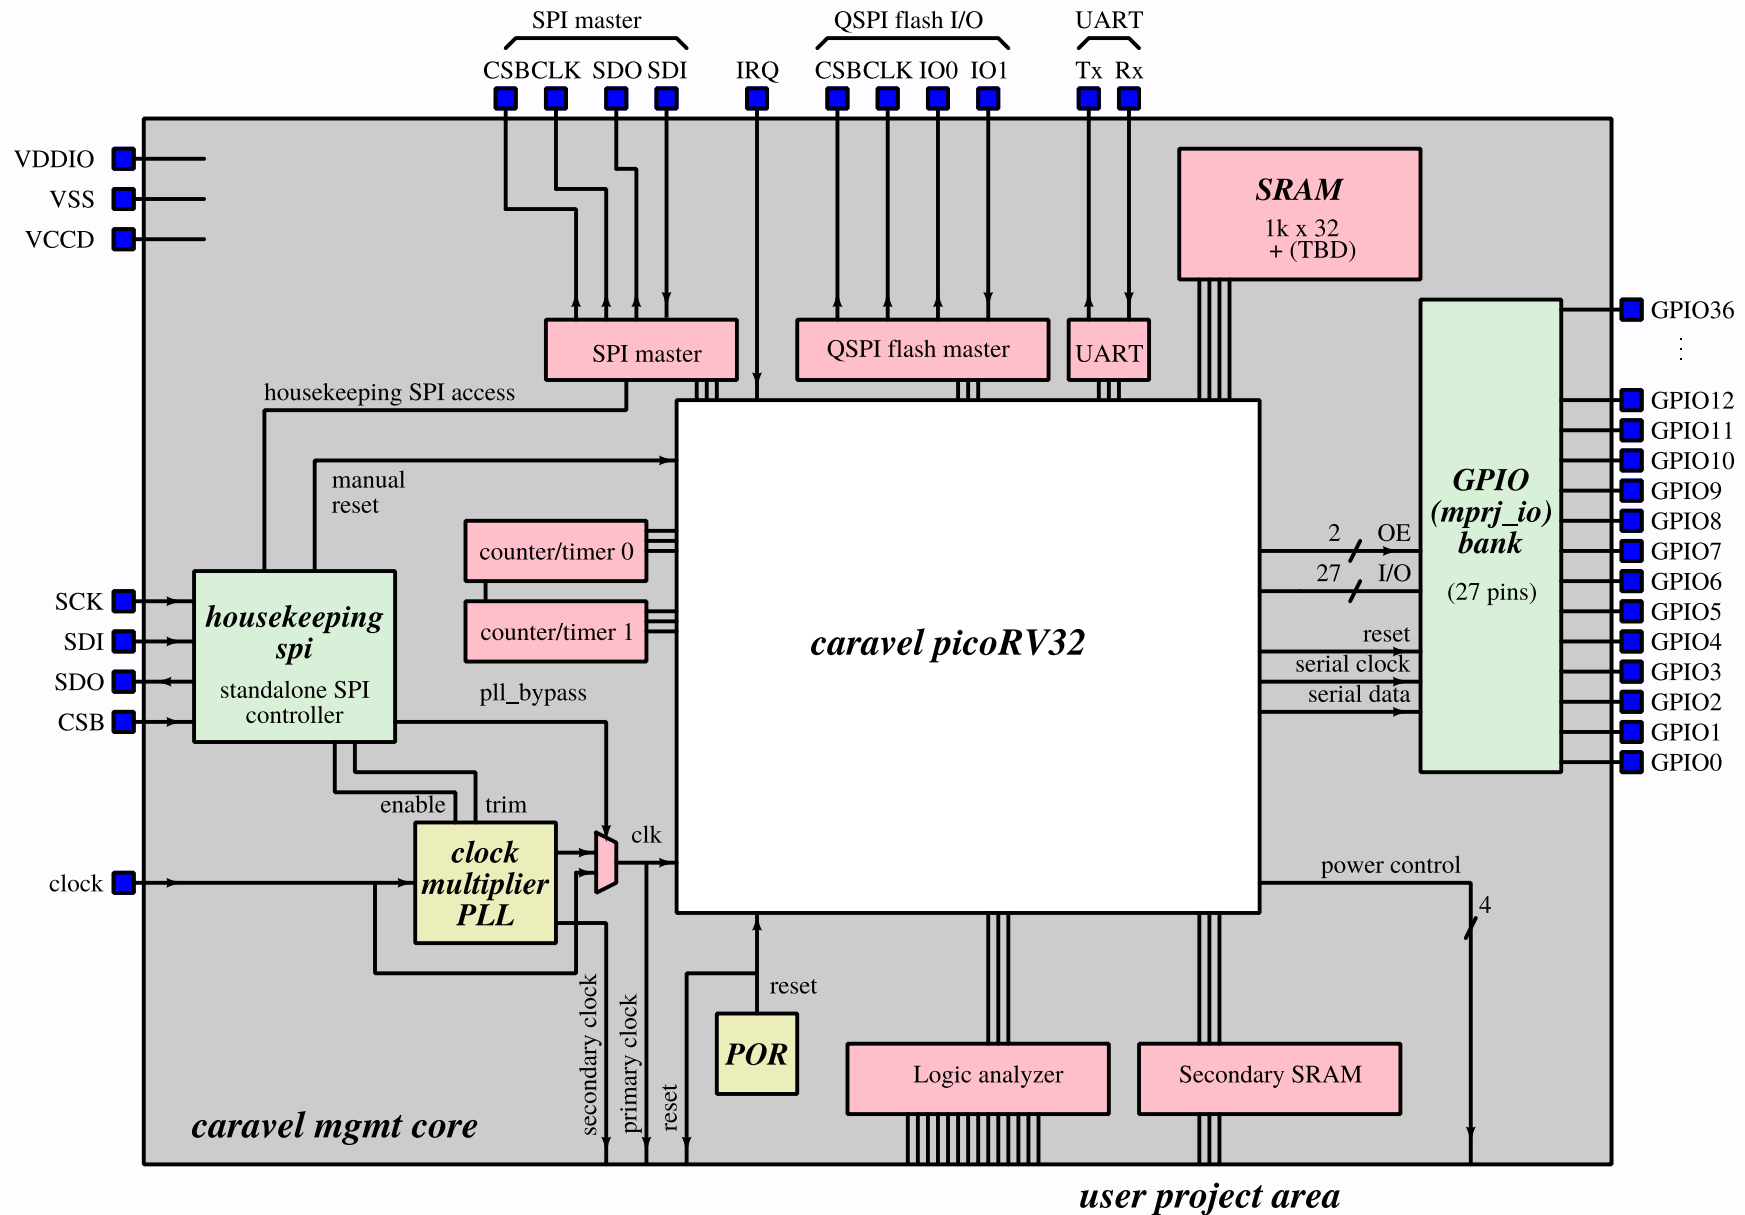 SPI master
QSPI flash I/O
UART
CSB
CLK
SDO
SDI
IRQ
CSB
CLK
IO0
IO1
Tx
Rx
VDDIO
VSS
VCCD
SRAM
1k x 32
+ (TBD)
SPI master
QSPI flash master
UART
GPIO36
GPIO12
GPIO11
GPIO10
GPIO9
GPIO8
GPIO7
GPIO6
GPIO5
GPIO4
GPIO3
GPIO2
GPIO1
GPIO0
housekeeping SPI access
manual
reset
counter/timer 0
counter/timer 1
pll_bypass
GPIO
(mprj_io)
bank
(27 pins)
2 OE
27 I/O
reset
serial clock
serial data
SCK
SDI
SDO
CSB
housekeeping
spi
standalone SPI
controller
caravel picoRV32
enable
trim
clk
clock
clock
multiplier
PLL
power control
4
secondary clock
primary clock
reset
reset
POR
Logic analyzer
Secondary SRAM
caravel mgmt core
user project area